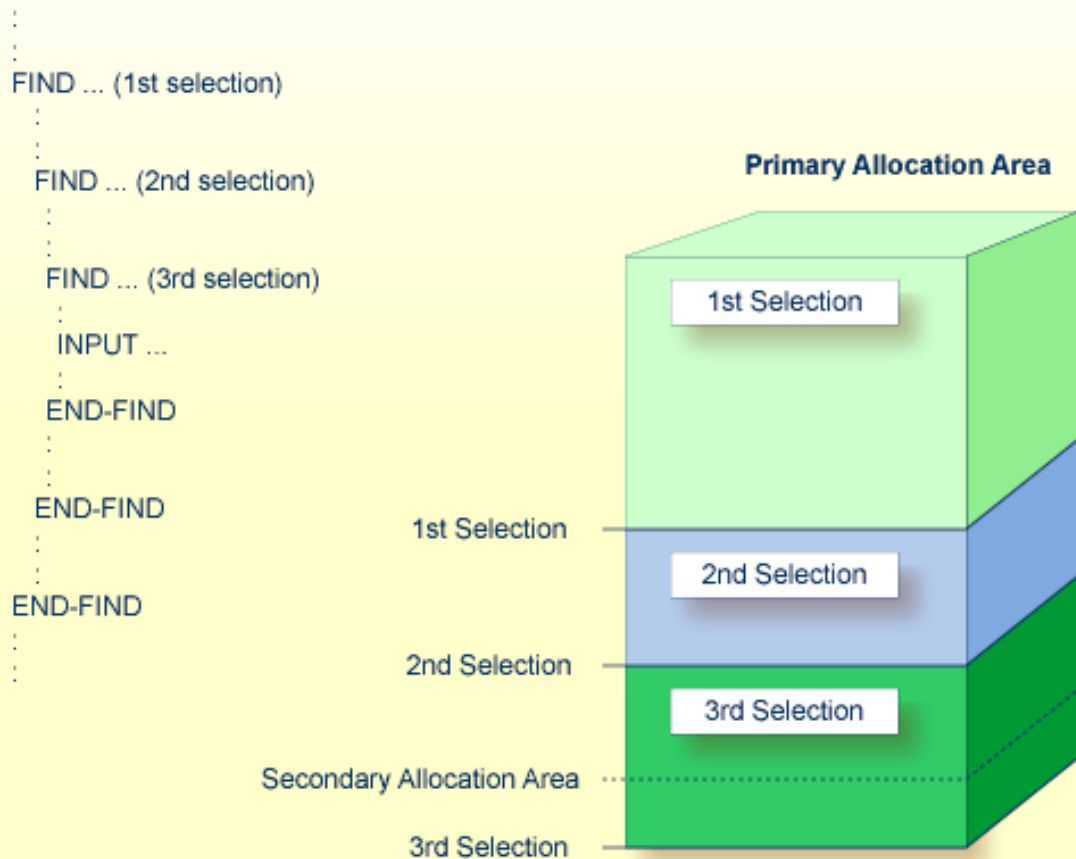 :
:
FIND ... (1st selection)
:
:
FIND ... (2nd selection)
:
:
FIND ... (3rd selection)
:
INPUT ...
:
END-FIND
:
:
END-FIND
:
:
END-FIND
:
:
Primary Allocation Area
1st Selection
1st Selection
2nd Selection
2nd Selection
3rd Selection
Secondary Allocation Area
3rd Selection